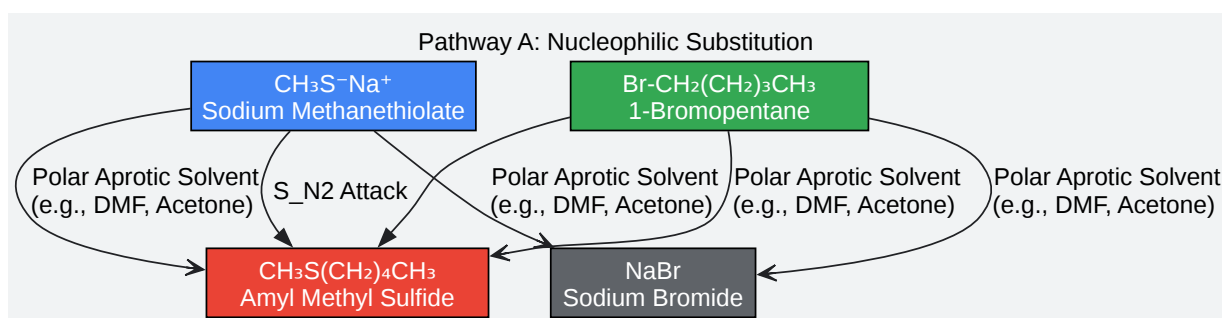 Pathway A: Nucleophilic Substitution
CH₃S⁻Na⁺
Sodium Methanethiolate
Br-CH₂(CH₂)₃CH₃
1-Bromopentane
Polar Aprotic Solvent
(e.g., DMF, Acetone)
S_N2 Attack
Polar Aprotic Solvent
(e.g., DMF, Acetone)
Polar Aprotic Solvent
(e.g., DMF, Acetone)
Polar Aprotic Solvent
(e.g., DMF, Acetone)
CH₃S(CH₂)₄CH₃
Amyl Methyl Sulfide
NaBr
Sodium Bromide